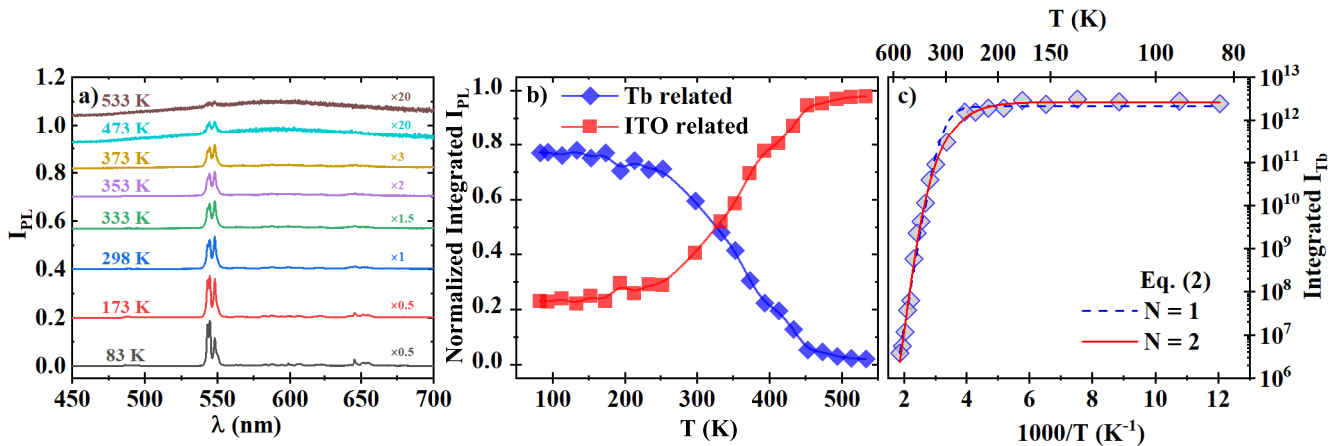 a)
1.2
1.0
0.8
0.6
0.4
0.2
0.0
I_PL
533 K ×20
473 K ×20
373 K ×3
353 K ×2
333 K ×1.5
298 K ×1
173 K ×0.5
83 K ×0.5
450 500 550 600 650 700
λ (nm)
b)
Tb related
ITO related
Normalized Integrated I_PL
1.0
0.8
0.6
0.4
0.2
0.0
100 200 300 400 500
T (K)
T (K)
600 300 200 150 100 80
c)
Eq. (2)
N = 1
N = 2
10^13
10^12
10^11
10^10
10^9
10^8
10^7
10^6
Integrated I_Tb
2 4 6 8 10 12
1000/T (K^-1)